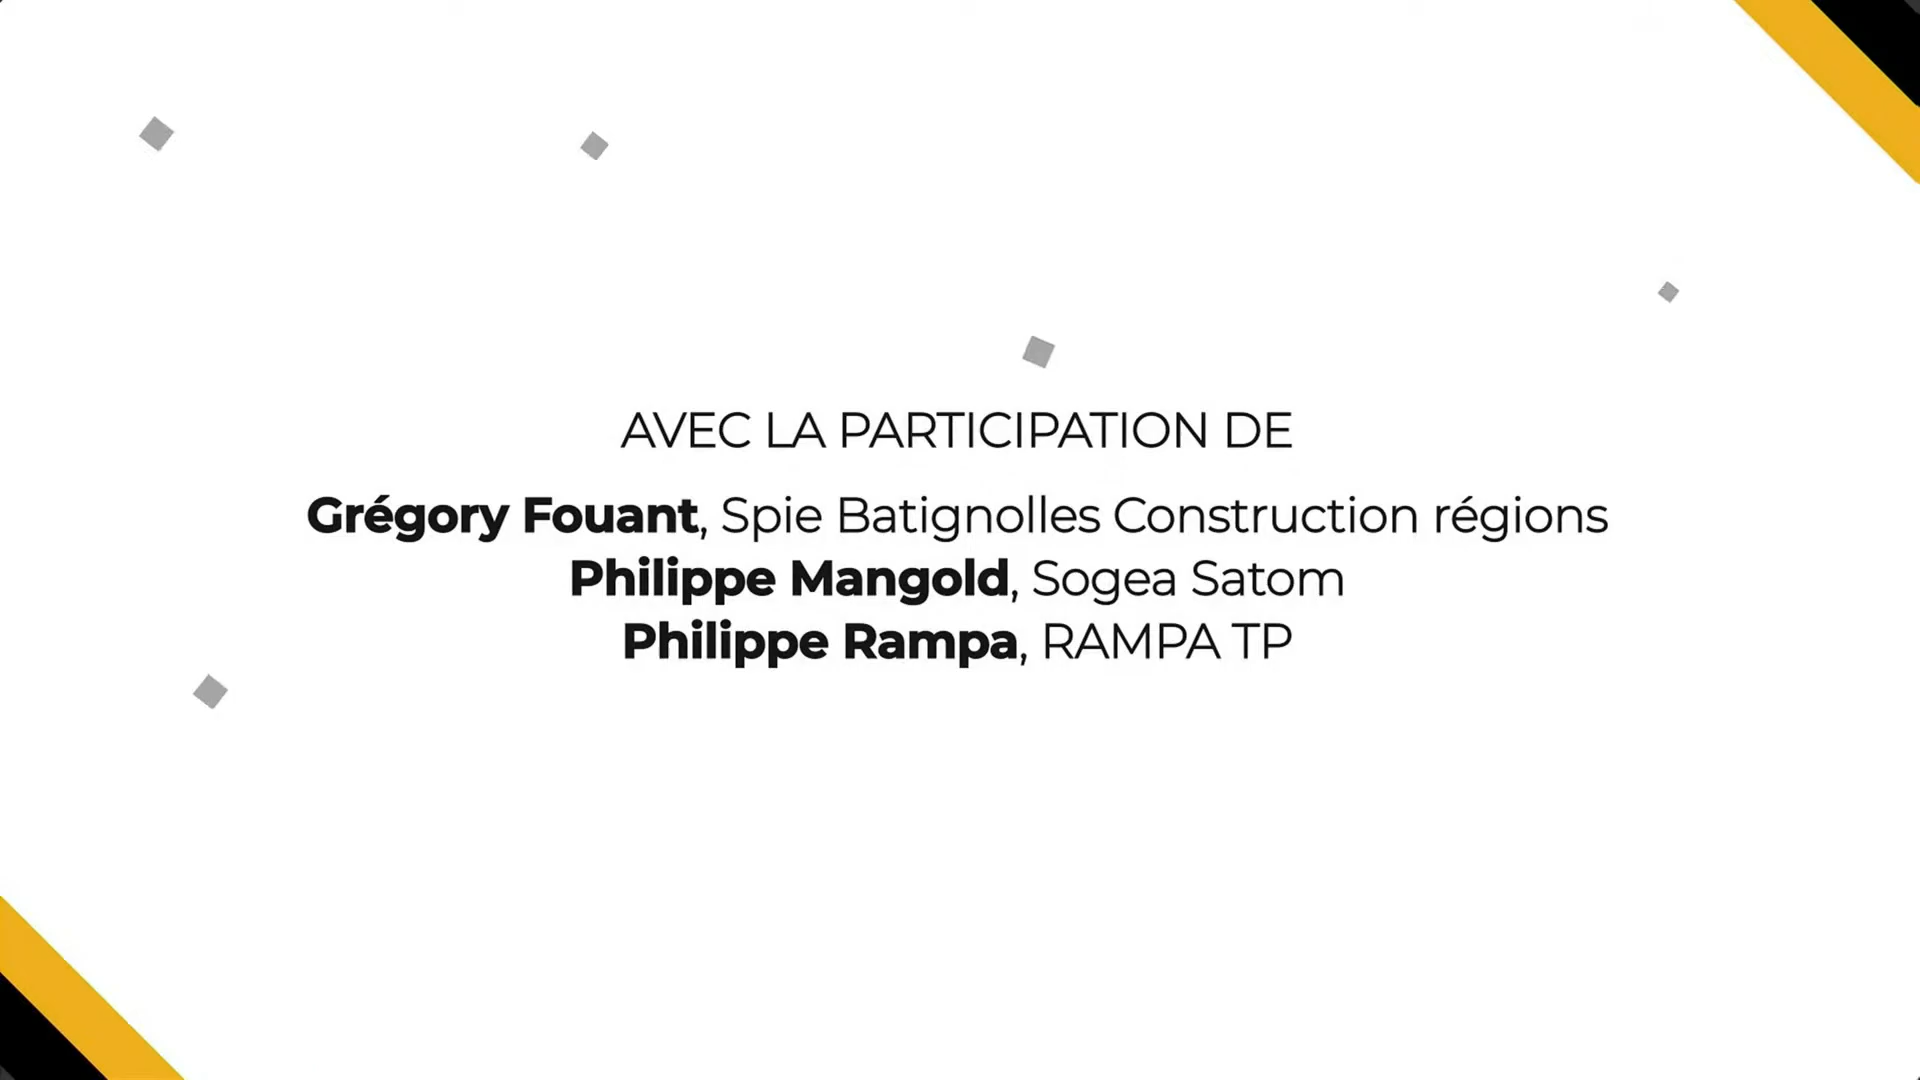 AVEC LA PARTICIPATION DE
Grégory Fouant, Spie Batignolles Construction régions
Philippe Mangold, Sogea Satom
Philippe Rampa, RAMPA TP